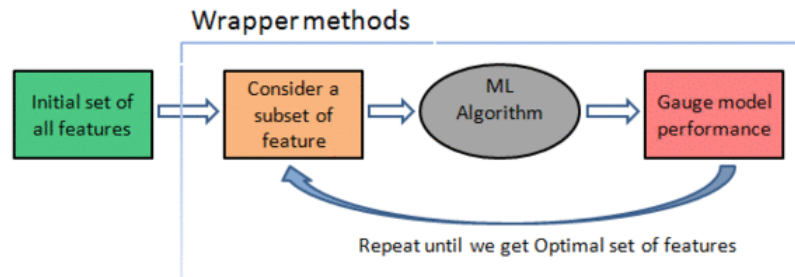 Wrapper methods
Initial set of
all features
Consider a
subset of
feature
ML
Algorithm
Gauge model
performance
Repeat until we get Optimal set of features